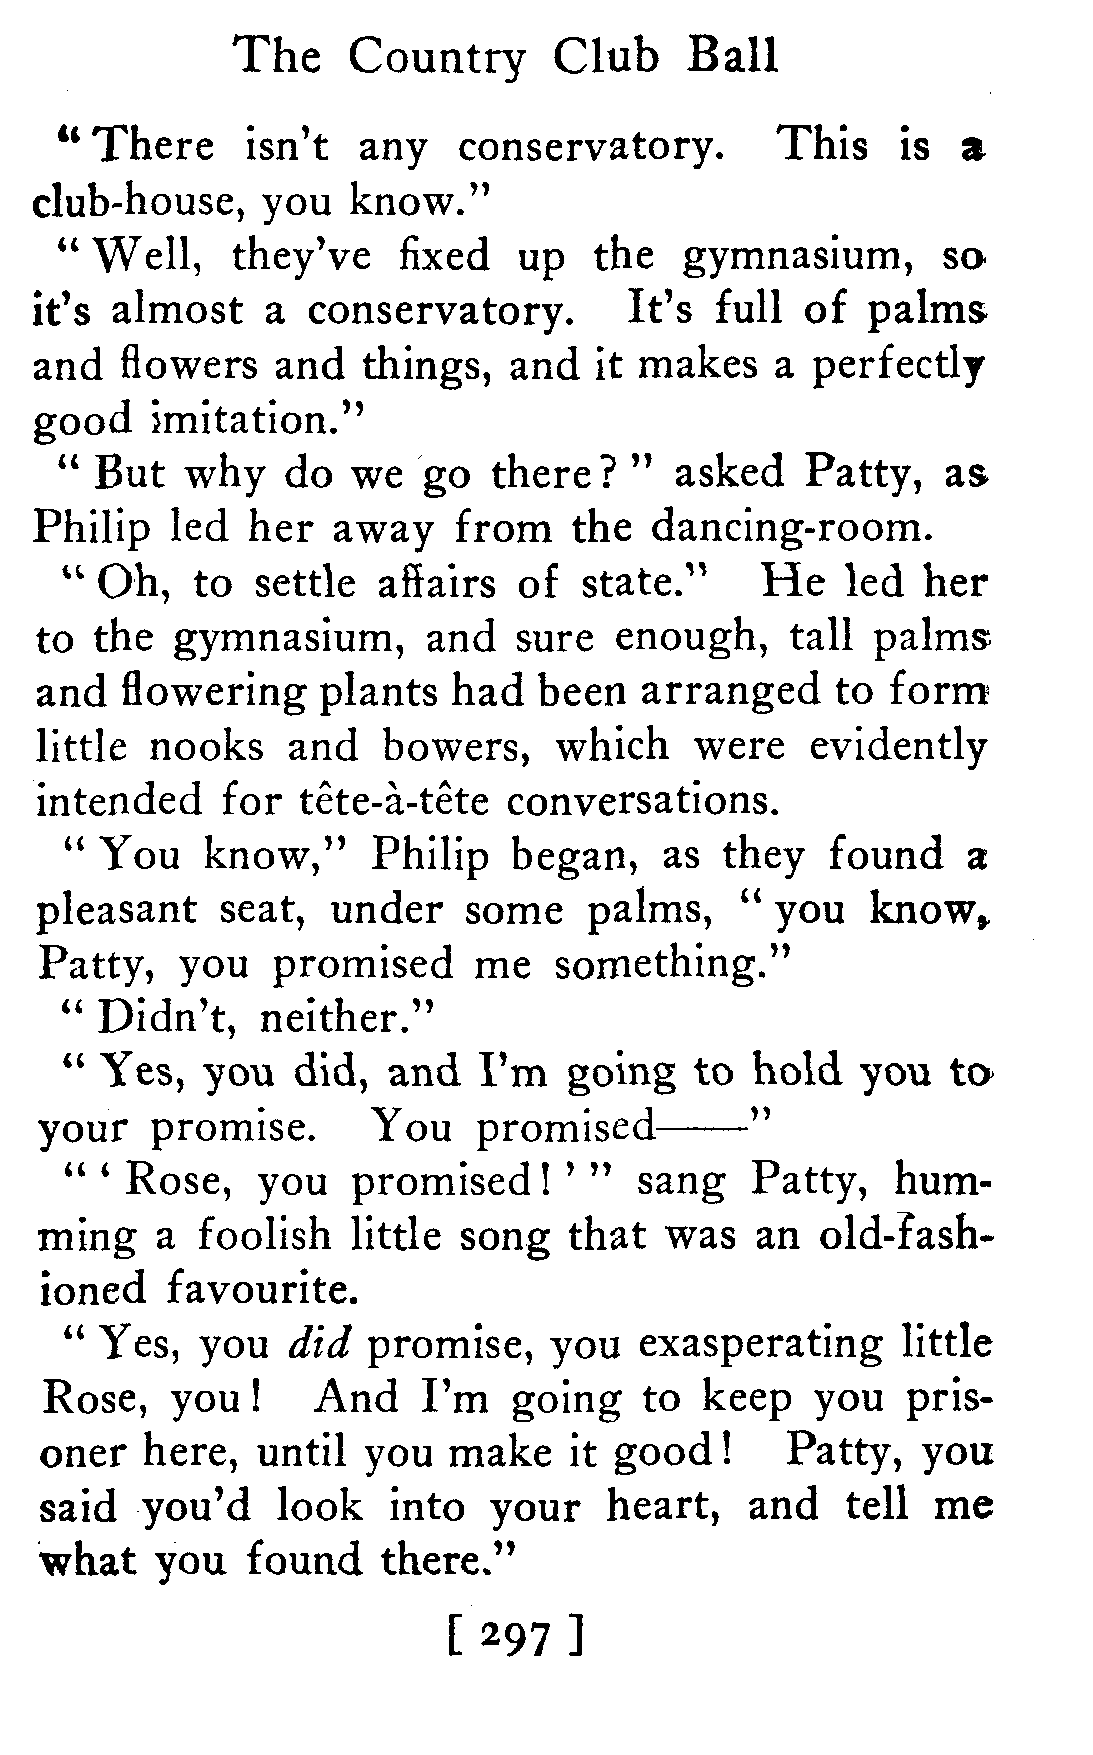 The Country Club Ball
“ There isn’t any conservatory. This is a
club-house, you know.”
“ Well, they’ve fixed up the gymnasium, so
it’s almost a conservatory. It’s full of palms
and flowers and things, and it makes a perfectly
good imitation.”
“ But why do we go there? ” asked Patty, as
Philip led her away from the dancing-room.
“ Oh, to settle affairs of state.” He led her
to the gymnasium, and sure enough, tall palms
and flowering plants had been arranged to form
little nooks and bowers, which were evidently
intended for tête-à-tête conversations.
“ You know,” Philip began, as they found a
pleasant seat, under some palms, “ you know,
Patty, you promised me something.”
“ Didn’t, neither.”
“ Yes, you did, and I’m going to hold you to
your promise. You promised——”
“ ‘ Rose, you promised! ’ ” sang Patty, hum-
ming a foolish little song that was an old-fash-
ioned favourite.
“ Yes, you did promise, you exasperating little
Rose, you! And I’m going to keep you pris-
oner here, until you make it good! Patty, you
said you’d look into your heart, and tell me
what you found there.”
[ 297 ]